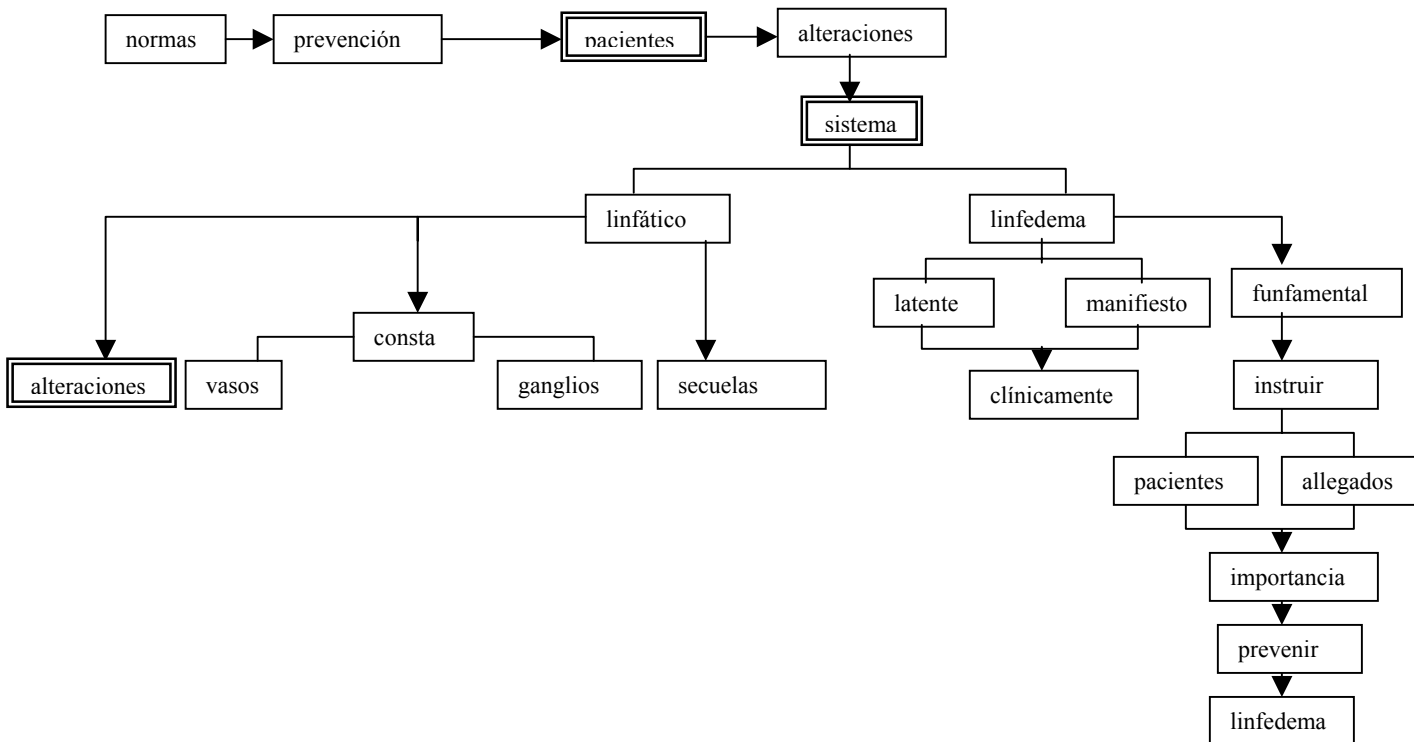 normas
prevención
pacientes
alteraciones
sistema
linfático
linfedema
latente
manifiesto
funfamental
consta
alteraciones
vasos
ganglios
secuelas
clínicamente
instruir
pacientes
allegados
importancia
prevenir
linfedema